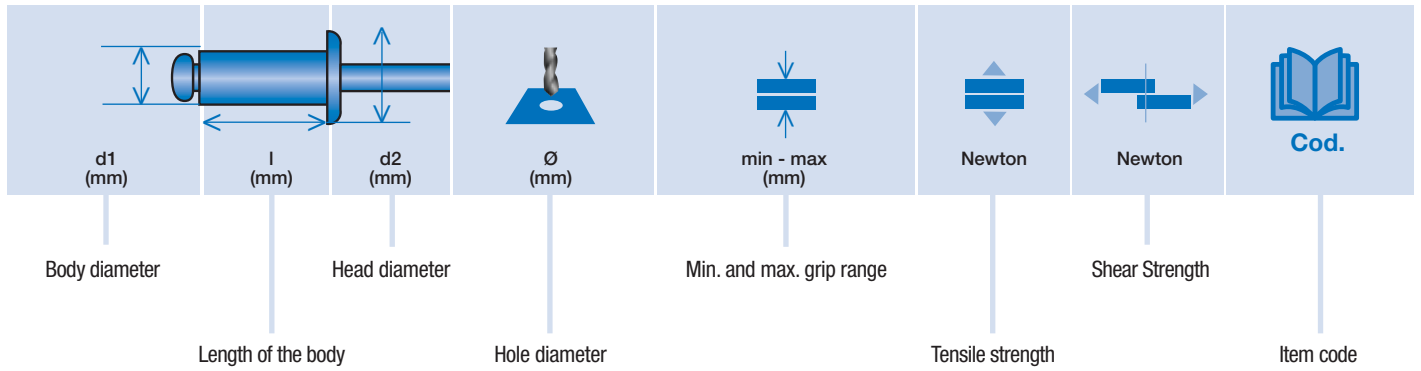 d1
(mm)
l
(mm)
d2
(mm)
Ø
(mm)
min - max
(mm)
Newton
Newton
Cod.
Body diameter
Head diameter
Min. and max. grip range
Shear Strength
Length of the body
Hole diameter
Tensile strength
Item code